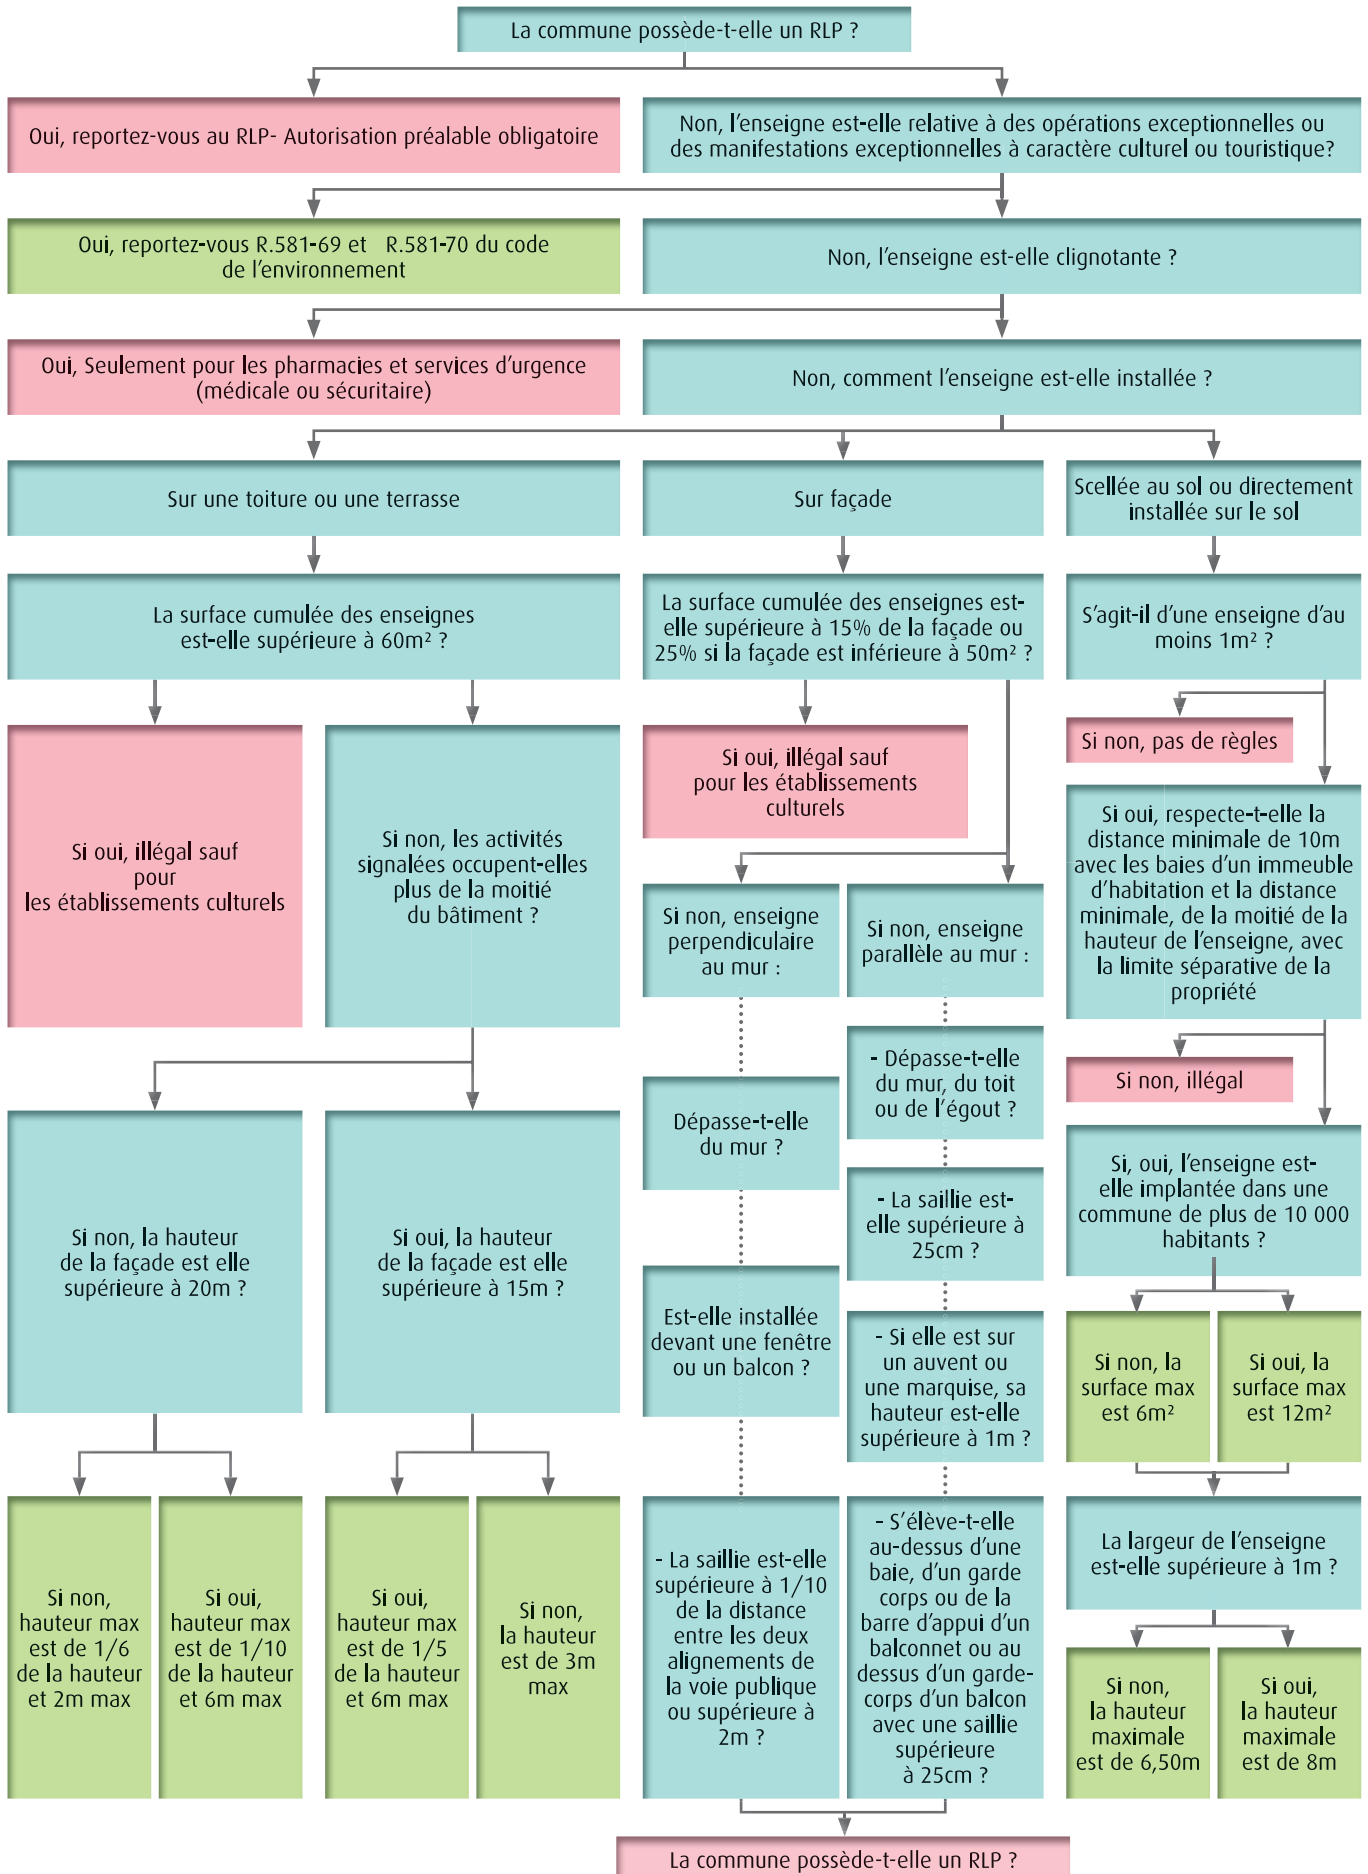 La commune possède-t-elle un RLP ?
Oui, reportez-vous au RLP- Autorisation préalable obligatoire
Non, l'enseigne est-elle relative à des opérations exceptionnelles ou
des manifestations exceptionnelles à caractère culturel ou touristique?
Oui, reportez-vous R.581-69 et R.581-70 du code
de l'environnement
Non, l'enseigne est-elle clignotante ?
Oui, Seulement pour les pharmacies et services d'urgence
(médicale ou sécuritaire)
Non, comment l'enseigne est-elle installée ?
Sur une toiture ou une terrasse
Sur façade
Scellée au sol ou directement
installée sur le sol
La surface cumulée des enseignes
est-elle supérieure à 60m² ?
La surface cumulée des enseignes est-
elle supérieure à 15% de la façade ou
25% si la façade est inférieure à 50m² ?
S'agit-il d'une enseigne d'au
moins 1m² ?
Si oui, illégal sauf
pour
les établissements culturels
Si non, les activités
signalées occupent-elles
plus de la moitié
du bâtiment ?
Si oui, illégal sauf
pour les établissements
culturels
Si non, pas de règles
Si non, enseigne
perpendiculaire
au mur :
Si non, enseigne
parallèle au mur :
Si oui, respecte-t-elle la
distance minimale de 10m
avec les baies d'un immeuble
d'habitation et la distance
minimale, de la moitié de la
hauteur de l'enseigne, avec
la limite séparative de la
propriété
Si non, illégal
Si non, la hauteur
de la façade est elle
supérieure à 20m ?
Si oui, la hauteur
de la façade est elle
supérieure à 15m ?
Dépasse-t-elle
du mur ?
- Dépasse-t-elle
du mur, du toit
ou de l'égout ?
- La saillie est-
elle supérieure à
25cm ?
Si, oui, l'enseigne est-
elle implantée dans une
commune de plus de 10 000
habitants ?
Est-elle installée
devant une fenêtre
ou un balcon ?
- Si elle est sur
un auvent ou
une marquise, sa
hauteur est-elle
supérieure à 1m ?
Si non, la
surface max
est 6m²
Si oui, la
surface max
est 12m²
Si non,
hauteur max
est de 1/6
de la hauteur
et 2m max
Si oui,
hauteur max
est de 1/10
de la hauteur
et 6m max
Si oui,
hauteur max
est de 1/5
de la hauteur
et 6m max
Si non,
la hauteur
est de 3m
max
- La saillie est-elle
supérieure à 1/10
de la distance
entre les deux
alignements de
la voie publique
ou supérieure à
2m ?
- S'élève-t-elle
au-dessus d'une
baie, d'un garde
corps ou de la
barre d'appui d'un
balconnet ou au
dessus d'un garde-
corps d'un balcon
avec une saillie
supérieure
à 25cm ?
La largeur de l'enseigne
est-elle supérieure à 1m ?
Si non,
la hauteur
maximale
est de 6,50m
Si oui,
la hauteur
maximale
est de 8m
La commune possède-t-elle un RLP ?